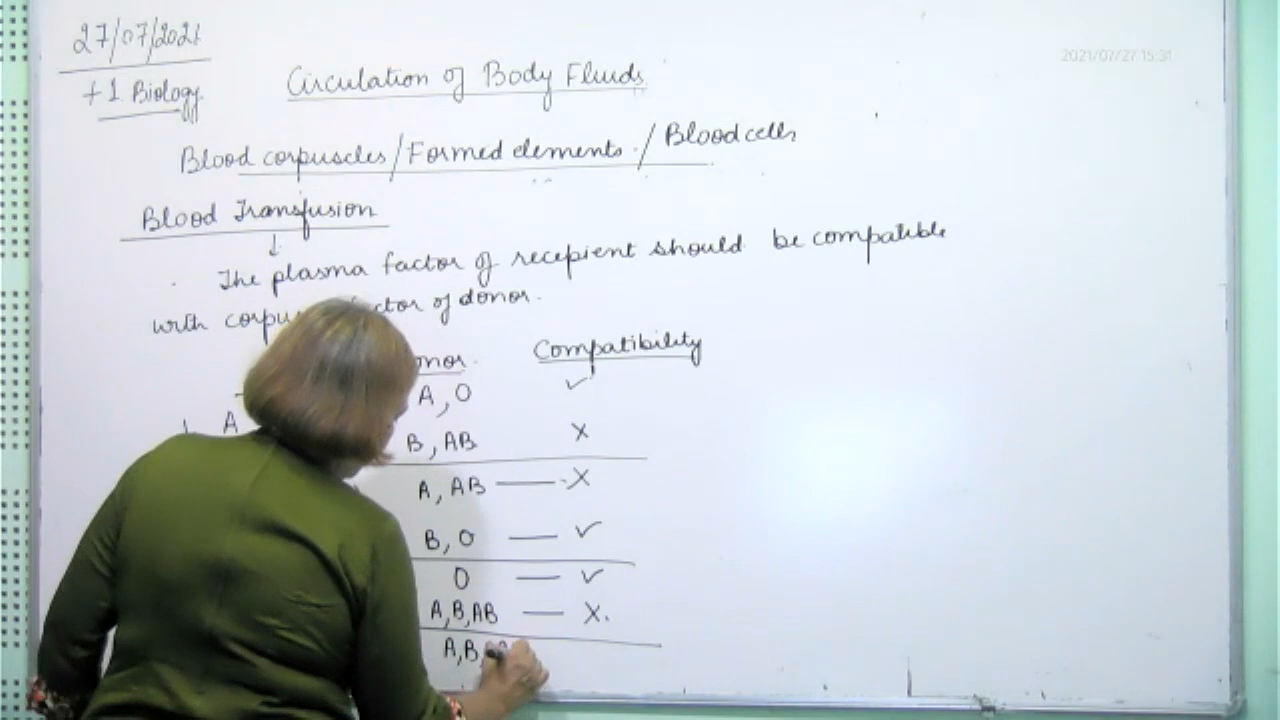 27/07/2021
2021/07/27 15:31
+1 Biology
Circulation of Body Fluids
Blood corpuscles/Formed elements./Blood cells
Blood Transfusion
↓
The plasma factor of recepient should be compatible
with of donor.
Compatibility
A, O ✓
A
B, AB X
A, AB —— X
B, O —— ✓
O —— ✓
A,B,AB —— X.
A,B